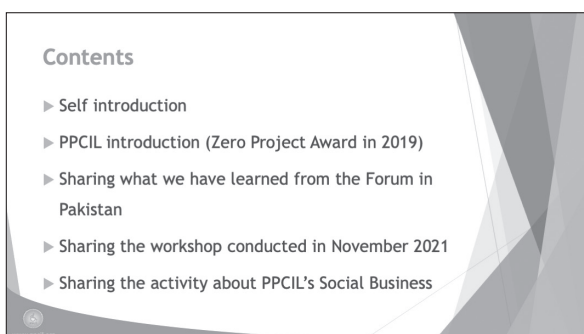 Contents
Self introduction
PPCIL introduction (Zero Project Award in 2019)
Sharing what we have learned from the Forum in
Pakistan
Sharing the workshop conducted in November 2021
Sharing the activity about PPCIL's Social Business